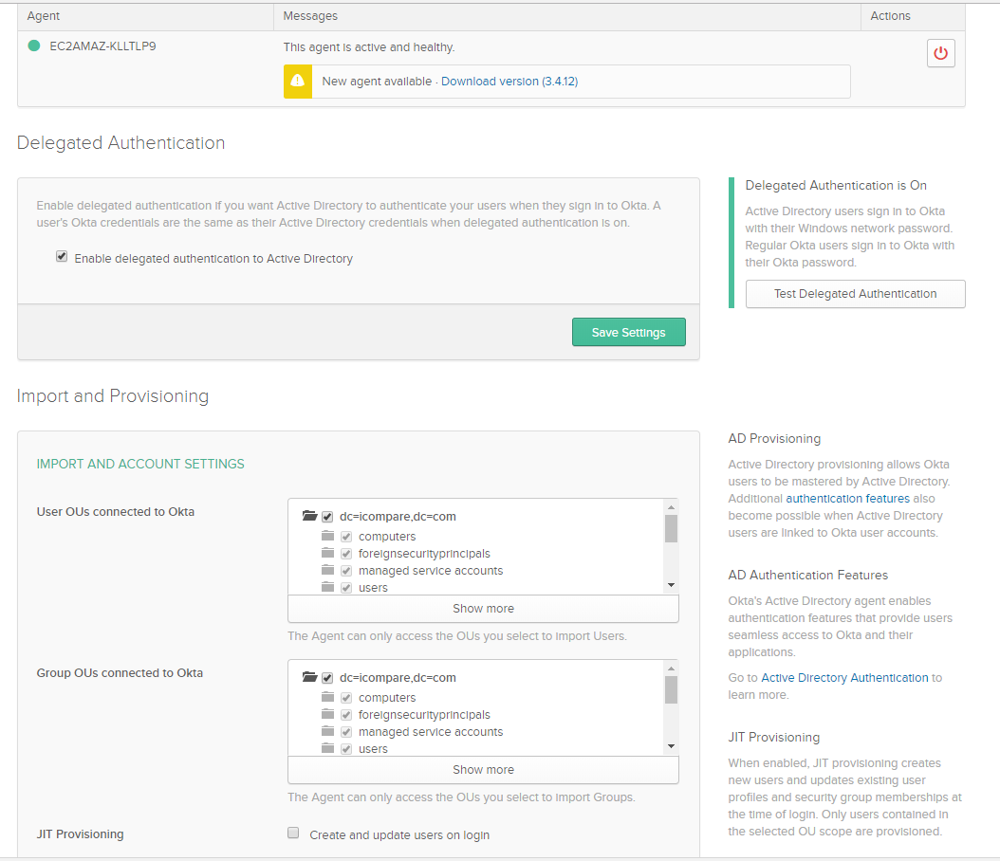 Agent Messages Actions
EC2AMAZ-KLLTLP9 This agent is active and healthy.
New agent available · Download version (3.4.12)
Delegated Authentication
Enable delegated authentication if you want Active Directory to authenticate your users when they sign in to Okta. A
user's Okta credentials are the same as their Active Directory credentials when delegated authentication is on.
Enable delegated authentication to Active Directory
Save Settings
Delegated Authentication is On
Active Directory users sign in to Okta
with their Windows network password.
Regular Okta users sign in to Okta with
their Okta password.
Test Delegated Authentication
Import and Provisioning
IMPORT AND ACCOUNT SETTINGS
User OUs connected to Okta
dc=icompare,dc=com
computers
foreignsecurityprincipals
managed service accounts
users
Show more
The Agent can only access the OUs you select to import Users.
Group OUs connected to Okta
dc=icompare,dc=com
computers
foreignsecurityprincipals
managed service accounts
users
Show more
The Agent can only access the OUs you select to import Groups.
JIT Provisioning
Create and update users on login
AD Provisioning
Active Directory provisioning allows Okta
users to be mastered by Active Directory.
Additional authentication features also
become possible when Active Directory
users are linked to Okta user accounts.
AD Authentication Features
Okta's Active Directory agent enables
authentication features that provide users
seamless access to Okta and their
applications.
Go to Active Directory Authentication to
learn more.
JIT Provisioning
When enabled, JIT provisioning creates
new users and updates existing user
profiles and security group memberships at
the time of login. Only users contained in
the selected OU scope are provisioned.